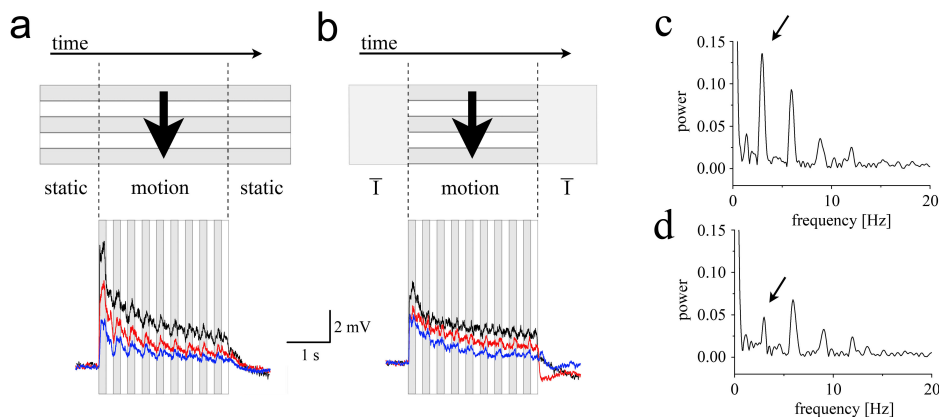 a
time
static motion static
b
time
Ī motion Ī
2 mV
1 s
c
0.15
0.10
0.05
0.00
power
0 10 20
frequency [Hz]
d
0.15
0.10
0.05
0.00
power
0 10 20
frequency [Hz]